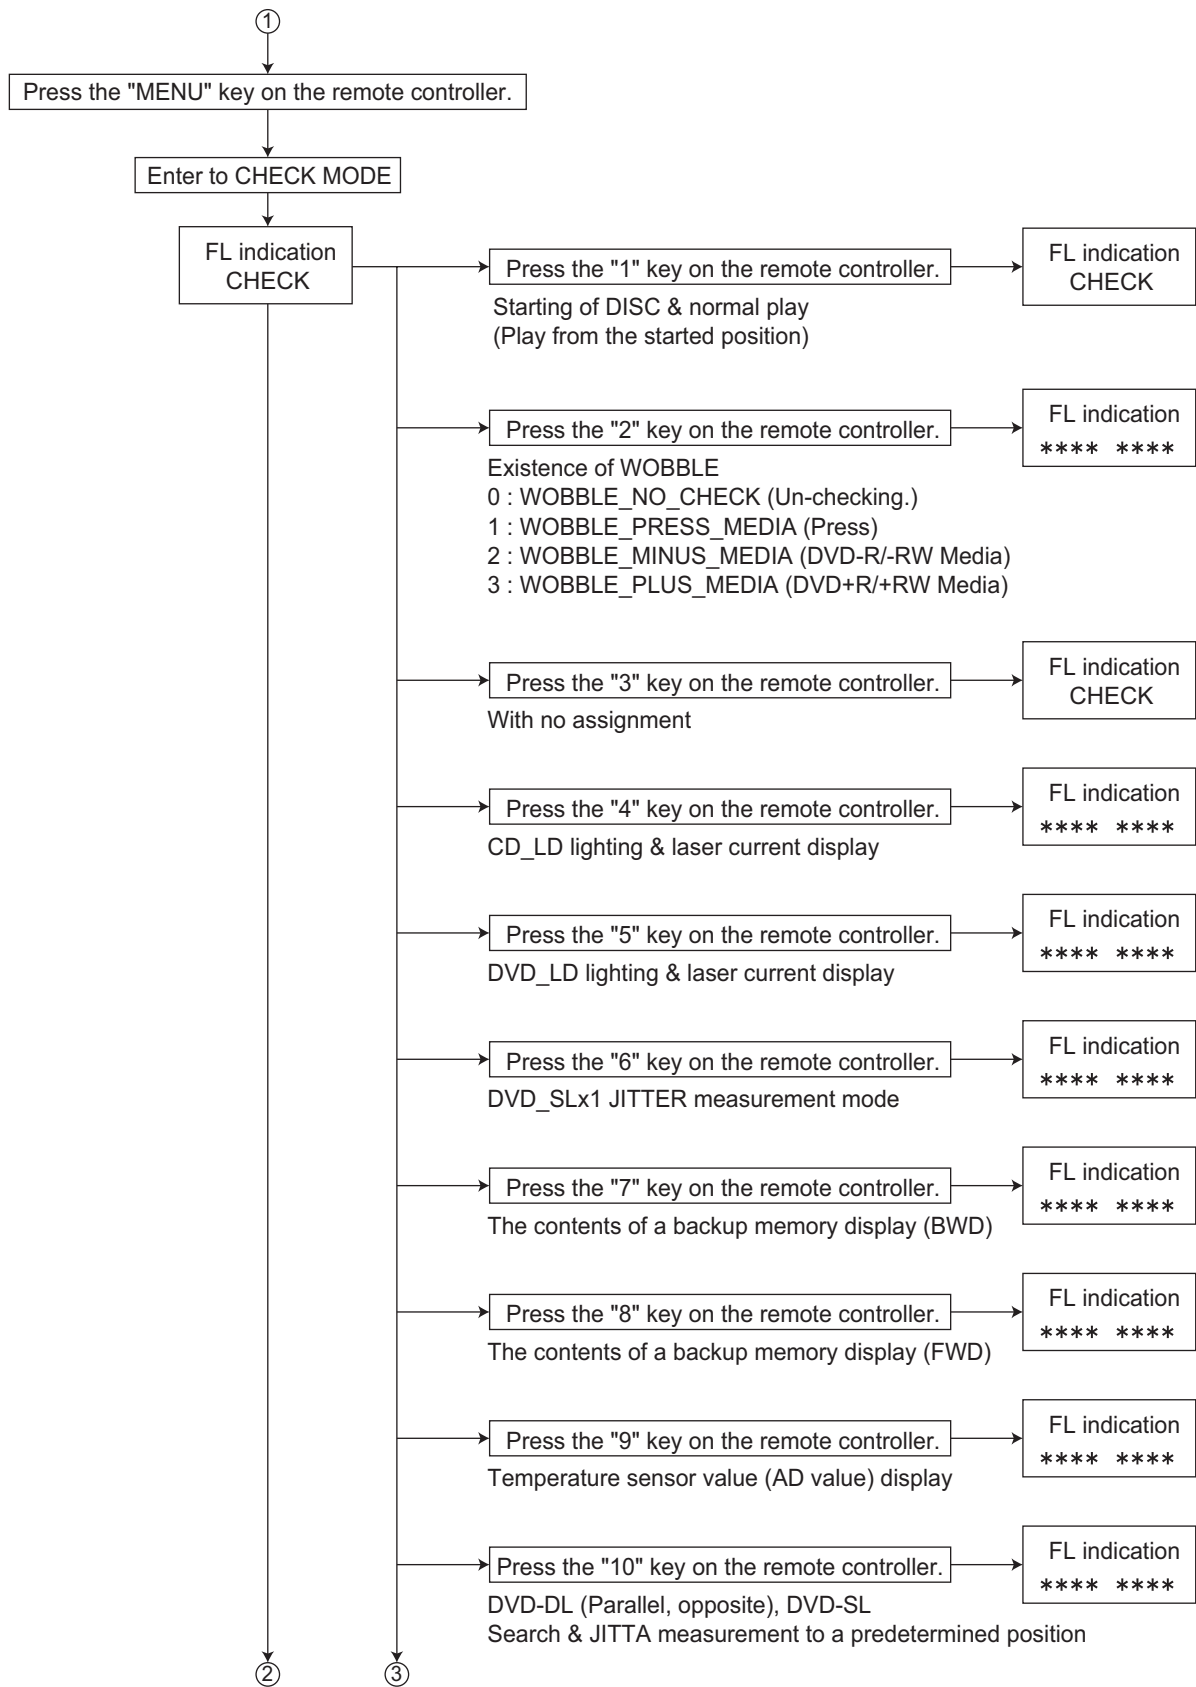 ①
Press the "MENU" key on the remote controller.
Enter to CHECK MODE
FL indication
CHECK
Press the "1" key on the remote controller.
Starting of DISC & normal play
(Play from the started position)
FL indication
CHECK
Press the "2" key on the remote controller.
Existence of WOBBLE
0 : WOBBLE_NO_CHECK (Un-checking.)
1 : WOBBLE_PRESS_MEDIA (Press)
2 : WOBBLE_MINUS_MEDIA (DVD-R/-RW Media)
3 : WOBBLE_PLUS_MEDIA (DVD+R/+RW Media)
FL indication
**** ****
Press the "3" key on the remote controller.
With no assignment
FL indication
CHECK
Press the "4" key on the remote controller.
CD_LD lighting & laser current display
FL indication
**** ****
Press the "5" key on the remote controller.
DVD_LD lighting & laser current display
FL indication
**** ****
Press the "6" key on the remote controller.
DVD_SLx1 JITTER measurement mode
FL indication
**** ****
Press the "7" key on the remote controller.
The contents of a backup memory display (BWD)
FL indication
**** ****
Press the "8" key on the remote controller.
The contents of a backup memory display (FWD)
FL indication
**** ****
Press the "9" key on the remote controller.
Temperature sensor value (AD value) display
FL indication
**** ****
Press the "10" key on the remote controller.
DVD-DL (Parallel, opposite), DVD-SL
Search & JITTA measurement to a predetermined position
FL indication
**** ****
②
③